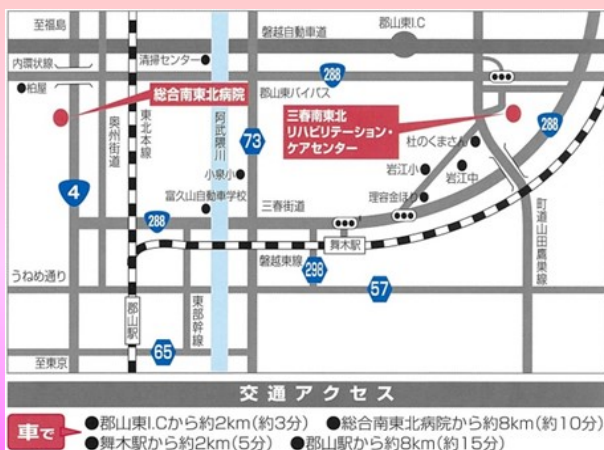 至福島
磐越自動車道
郡山東I.C
内環状線
清掃センター
288
柏屋
郡山東バイパス
総合南東北病院
三春南東北
リハビリテーション・
ケアセンター
288
奥州街道
東北本線
阿武隈川
73
杜のくまさん
岩江小
岩江中
4
小泉小
富久山自動車学校
理容金ほり
288
三春街道
舞木駅
町道山田鷹巣線
磐越東線
298
うねめ通り
57
郡山駅
東部幹線
65
至東京
交通アクセス
車で
●郡山東I.Cから約2km(約3分) ●総合南東北病院から約8km(約10分)
●舞木駅から約2km(5分) ●郡山駅から約8km(約15分)